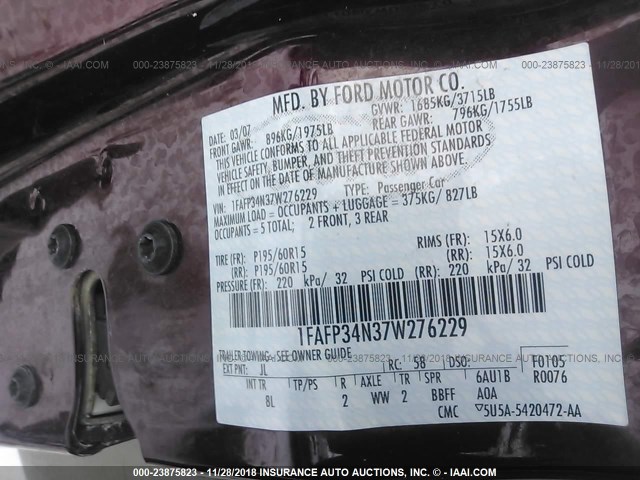 000-23875823 - 11/28/2018 INSURANCE AUTO AUCTIONS, INC. - © IAAI.COM
MFD. BY FORD MOTOR CO.
DATE: 03/07 GVWR: 1685KG/3715LB
FRONT GAWR: 896KG/1975LB REAR GAWR: 796KG/1755LB
THIS VEHICLE CONFORMS TO ALL APPLICABLE FEDERAL MOTOR
VEHICLE SAFETY, BUMPER, AND THEFT PREVENTION STANDARDS
IN EFFECT ON THE DATE OF MANUFACTURE SHOWN ABOVE.
VIN: 1FAFP34N37W276229 TYPE: Passenger Car
MAXIMUM LOAD = OCCUPANTS + LUGGAGE = 375KG/ 827LB
OCCUPANTS = 5 TOTAL; 2 FRONT, 3 REAR
TIRE (FR): P195/60R15 RIMS (FR): 15X6.0
(RR): P195/60R15 (RR): 15X6.0
PRESSURE (FR): 220 kPa/ 32 PSI COLD (RR): 220 kPa/ 32 PSI COLD
1FAFP34N37W276229
TRAILER TOWING - SEE OWNER GUIDE
EXT PNT: JL RC: 58 DSO: F0105
INT TR TP/PS R AXLE TR SPR 6AU1B R0076
8L 2 WW 2 BBFF A0A
CMC ▽5U5A-5420472-AA
000-23875823 - 11/28/2018 INSURANCE AUTO AUCTIONS, INC. - © IAAI.COM